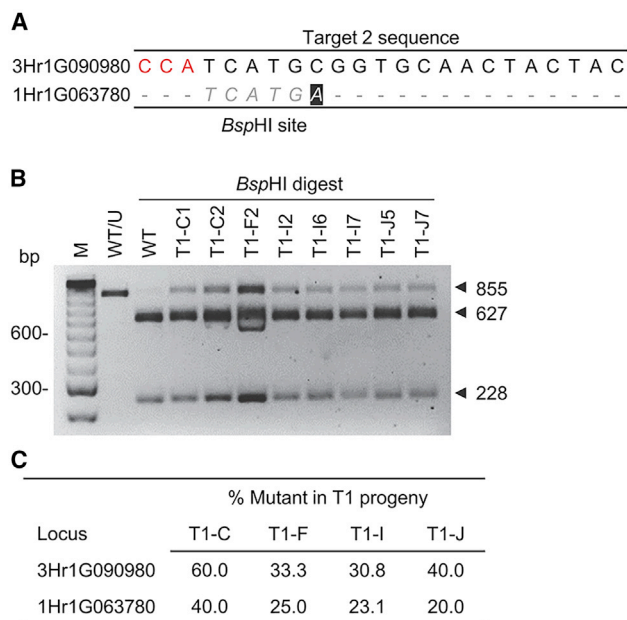 A
Target 2 sequence
3Hr1G090980 C C A T C A T G C G G T G C A A C T A C T A C
1Hr1G063780 - - - T C A T G A - - - - - - - - - - - - - -
BspHI site
B
BspHI digest
bp M WT/U WT T1-C1 T1-C2 T1-F2 T1-I2 T1-I6 T1-I7 T1-J5 T1-J7
855
627
600-
300-
228
C
% Mutant in T1 progeny
Locus T1-C T1-F T1-I T1-J
3Hr1G090980 60.0 33.3 30.8 40.0
1Hr1G063780 40.0 25.0 23.1 20.0